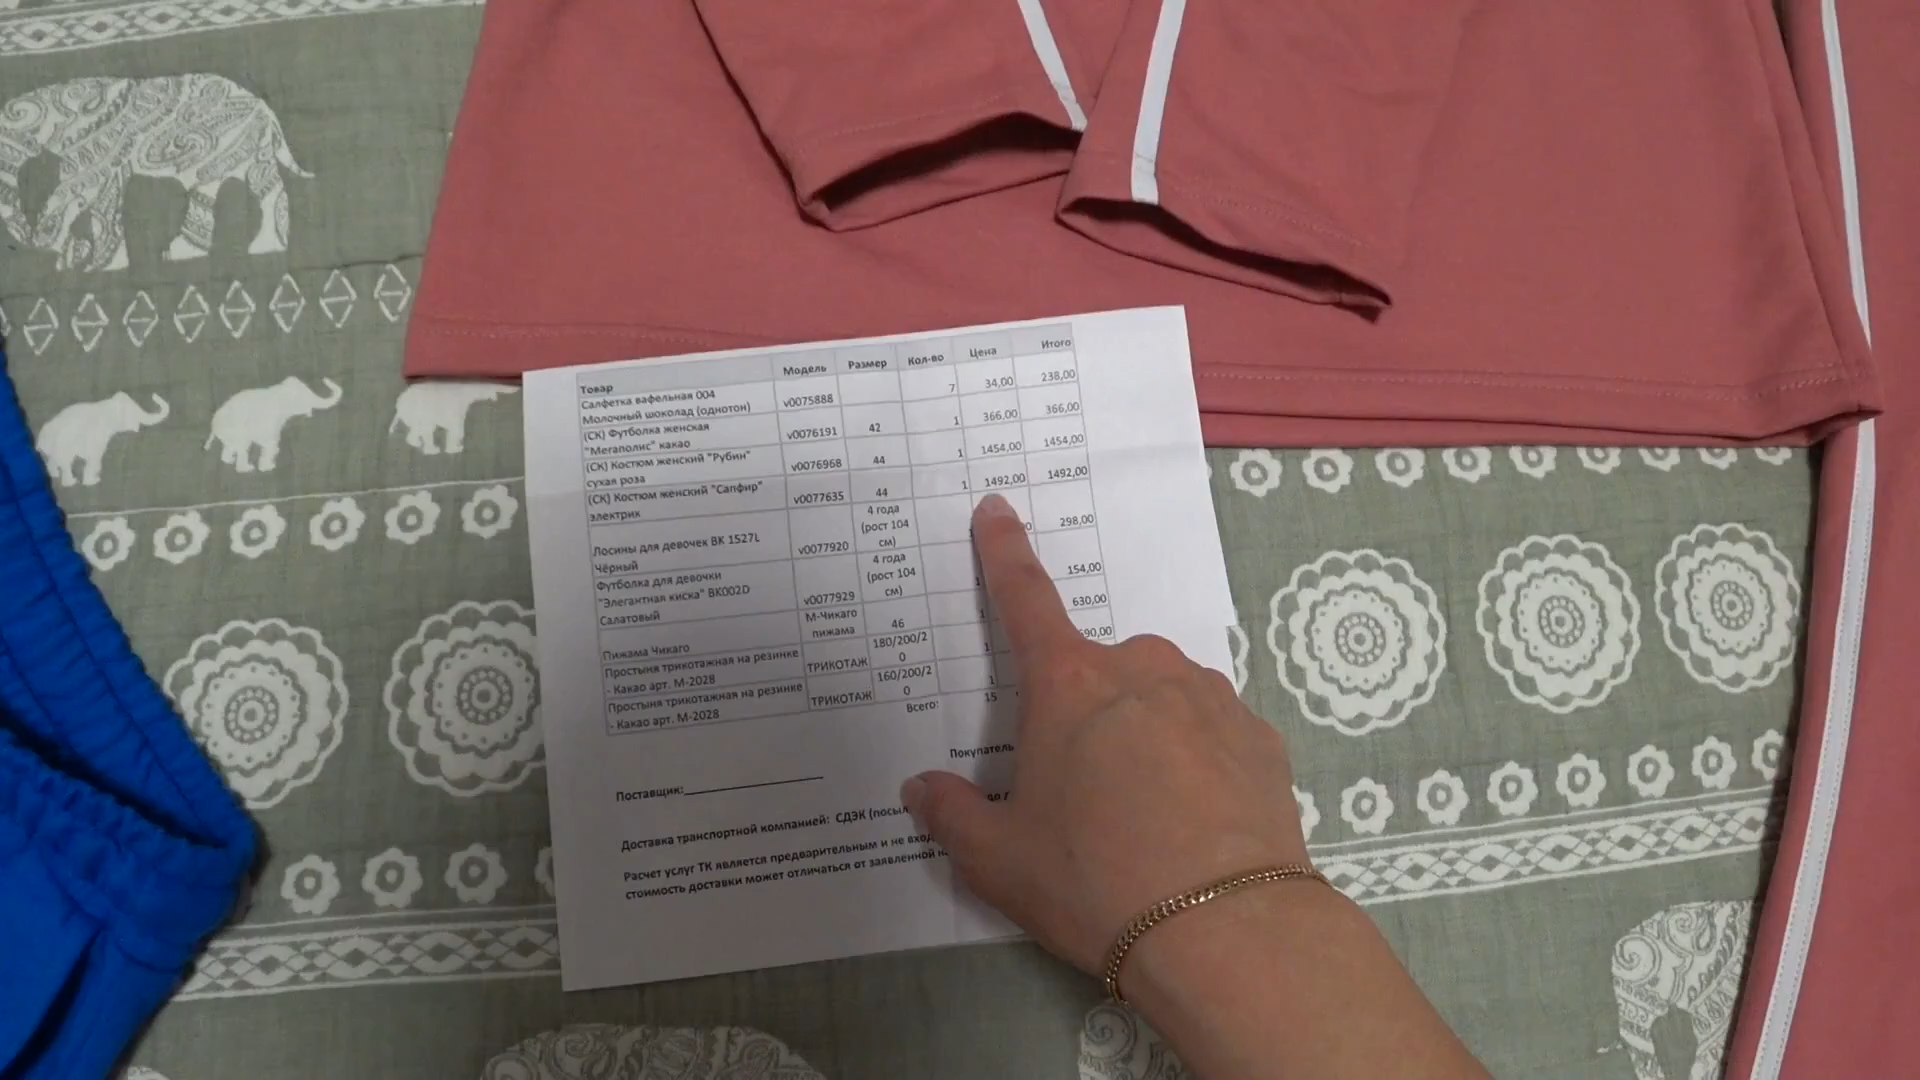 Товар Модель Размер Кол-во Цена Итого
Салфетка вафельная 004
Молочный шоколад (однотон) v0075888 7 34,00 238,00
(СК) Футболка женская
"Мегаполис" какао v0076191 42 1 366,00 366,00
(СК) Костюм женский "Рубин"
сухая роза v0076968 44 1 1454,00 1454,00
(СК) Костюм женский "Сапфир"
электрик v0077635 44 1 1492,00 1492,00
4 года
(рост 104
Лосины для девочек ВК 1527L
Чёрный v0077920 см) 298,00
Футболка для девочки 4 года
"Элегантная киска" BK002D (рост 104
Салатовый v0077929 см) 1 154,00
М-Чикаго
Пижама Чикаго пижама 46 1 630,00
Простыня трикотажная на резинке 180/200/2
- Какао арт. М-2028 ТРИКОТАЖ 0 1
Простыня трикотажная на резинке 160/200/2
- Какао арт. М-2028 ТРИКОТАЖ 0 1
Всего: 15
Покупатель
Поставщик:
Доставка транспортной компанией: СДЭК
Расчет услуг ТК является предварительным и не
стоимость доставки может отличаться от заявленной